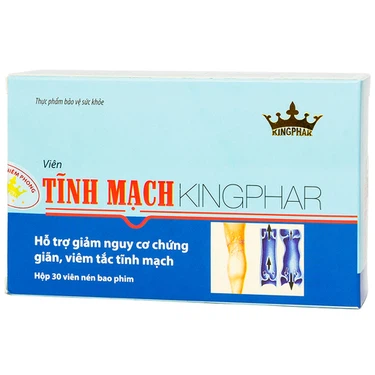 Thực phẩm bảo vệ sức khỏe
KINGPHAR
Viên
TĨNH MẠCH KINGPHAR
Hỗ trợ giảm nguy cơ chứng
giãn, viêm tắc tĩnh mạch
Hộp 30 viên nén bao phim